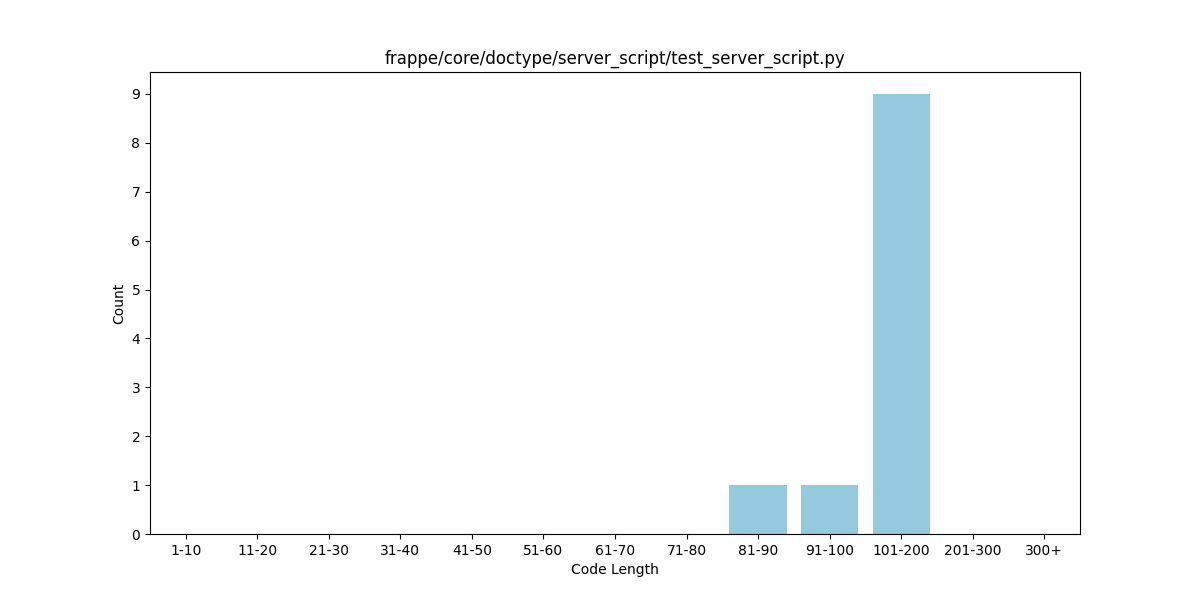 frappe/core/doctype/server_script/test_server_script.py
9
8
7
6
5
4
3
2
1
0
Count
1-10 11-20 21-30 31-40 41-50 51-60 61-70 71-80 81-90 91-100 101-200 201-300 300+
Code Length